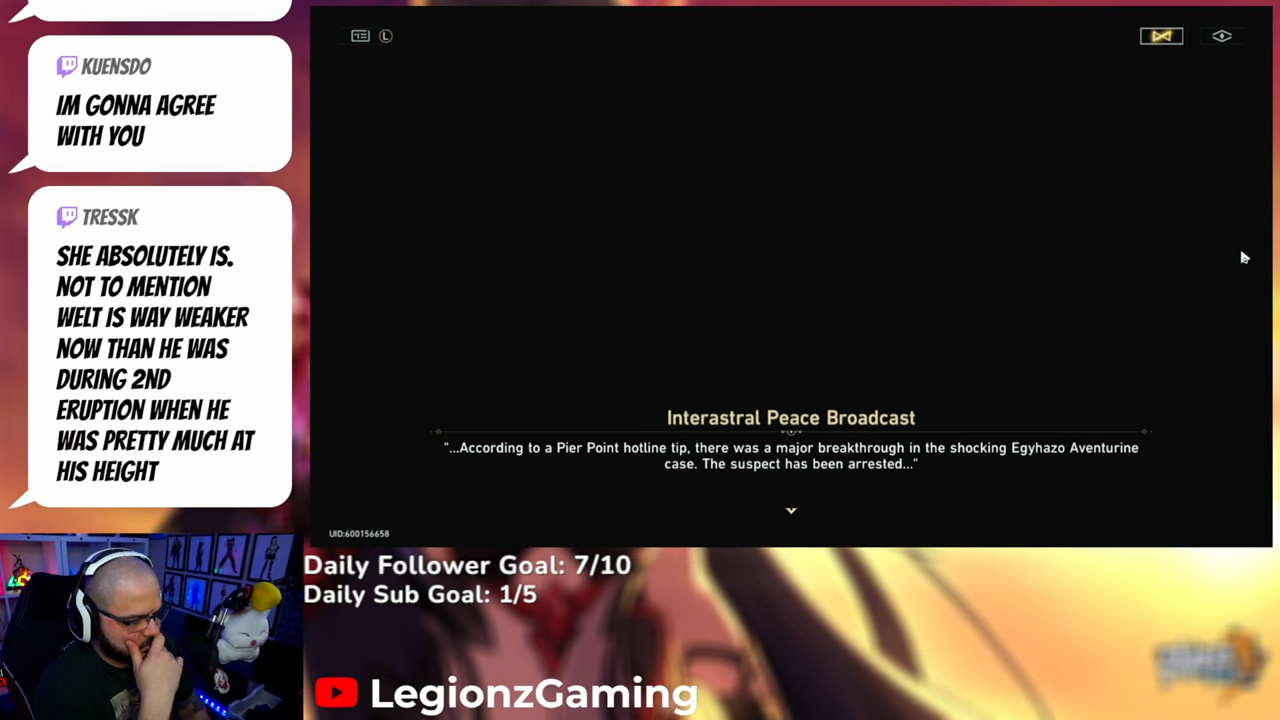 KUENSDO
IM GONNA AGREE
WITH YOU
TRESSK
SHE ABSOLUTELY IS.
NOT TO MENTION
WELT IS WAY WEAKER
NOW THAN HE WAS
DURING 2ND
ERUPTION WHEN HE
WAS PRETTY MUCH AT
HIS HEIGHT
L
Interastral Peace Broadcast
"...According to a Pier Point hotline tip, there was a major breakthrough in the shocking Egyhazo Aventurine
case. The suspect has been arrested..."
UID:600156658
Daily Follower Goal: 7/10
Daily Sub Goal: 1/5
LegionzGaming